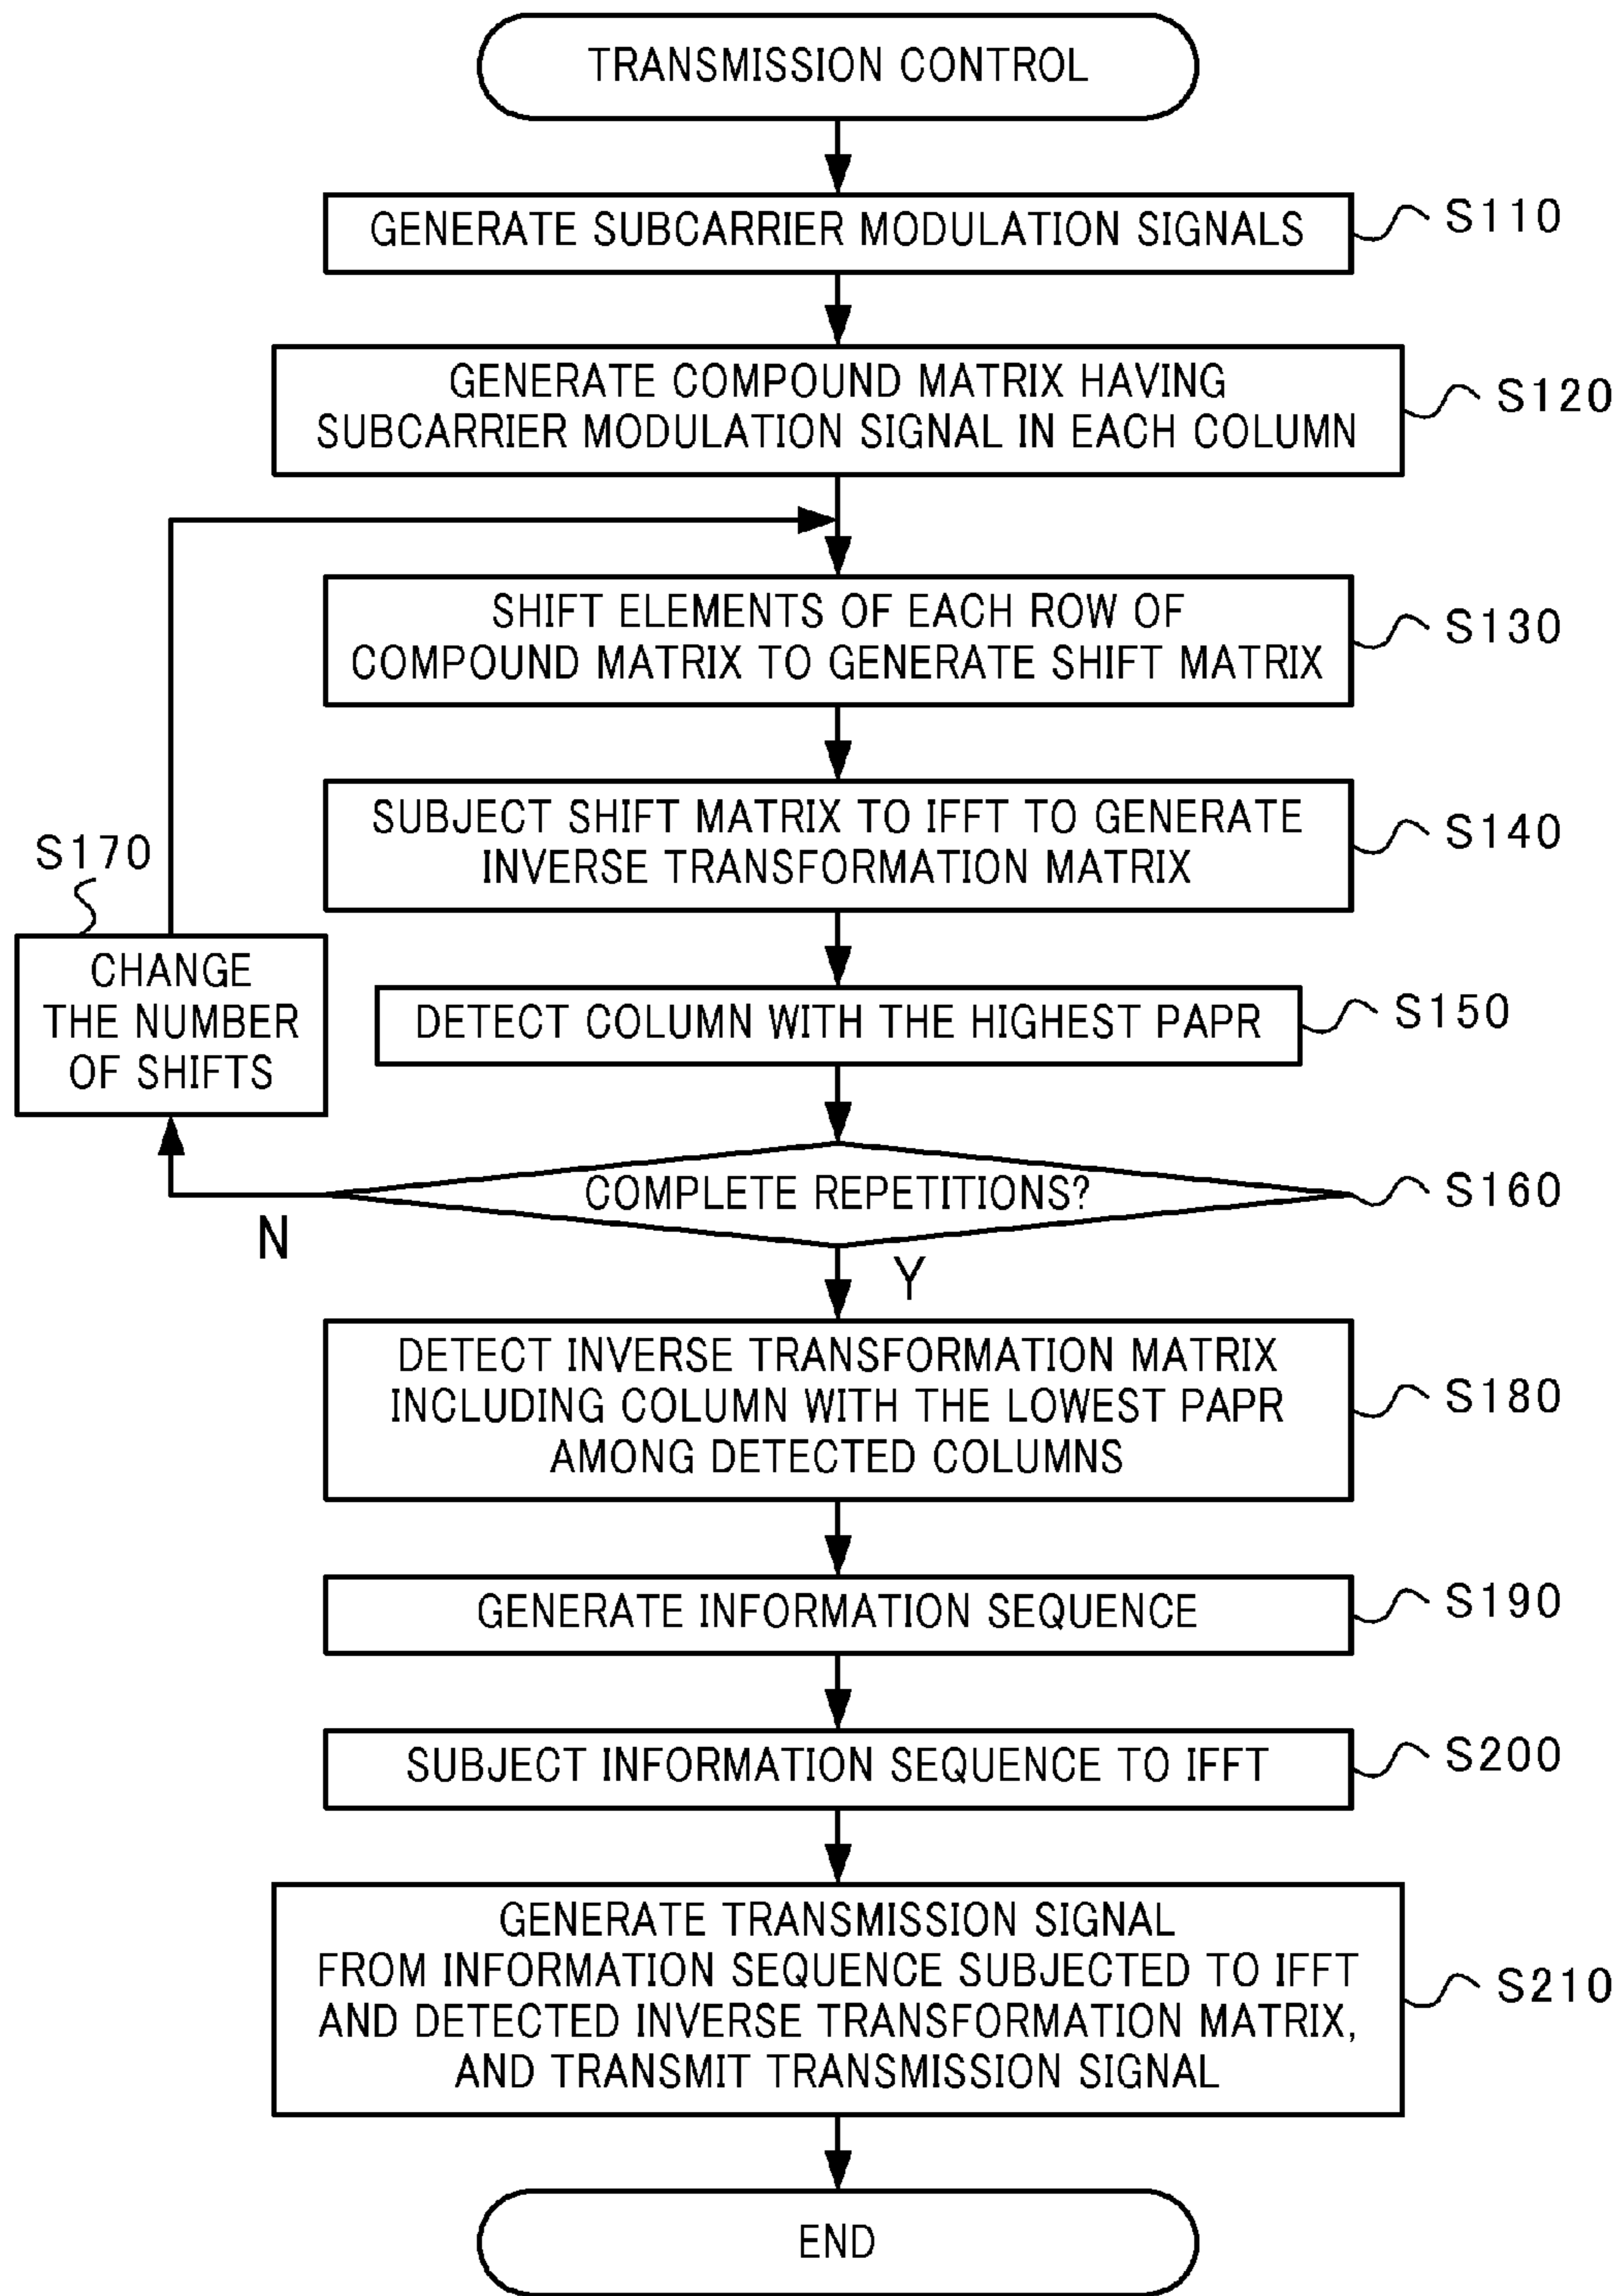 TRANSMISSION CONTROL
GENERATE SUBCARRIER MODULATION SIGNALS
S110
GENERATE COMPOUND MATRIX HAVING
SUBCARRIER MODULATION SIGNAL IN EACH COLUMN
S120
SHIFT ELEMENTS OF EACH ROW OF
COMPOUND MATRIX TO GENERATE SHIFT MATRIX
S130
SUBJECT SHIFT MATRIX TO IFFT TO GENERATE
INVERSE TRANSFORMATION MATRIX
S140
S170
CHANGE
THE NUMBER
OF SHIFTS
DETECT COLUMN WITH THE HIGHEST PAPR
S150
COMPLETE REPETITIONS?
S160
N
Y
DETECT INVERSE TRANSFORMATION MATRIX
INCLUDING COLUMN WITH THE LOWEST PAPR
AMONG DETECTED COLUMNS
S180
GENERATE INFORMATION SEQUENCE
S190
SUBJECT INFORMATION SEQUENCE TO IFFT
S200
GENERATE TRANSMISSION SIGNAL
FROM INFORMATION SEQUENCE SUBJECTED TO IFFT
AND DETECTED INVERSE TRANSFORMATION MATRIX,
AND TRANSMIT TRANSMISSION SIGNAL
S210
END